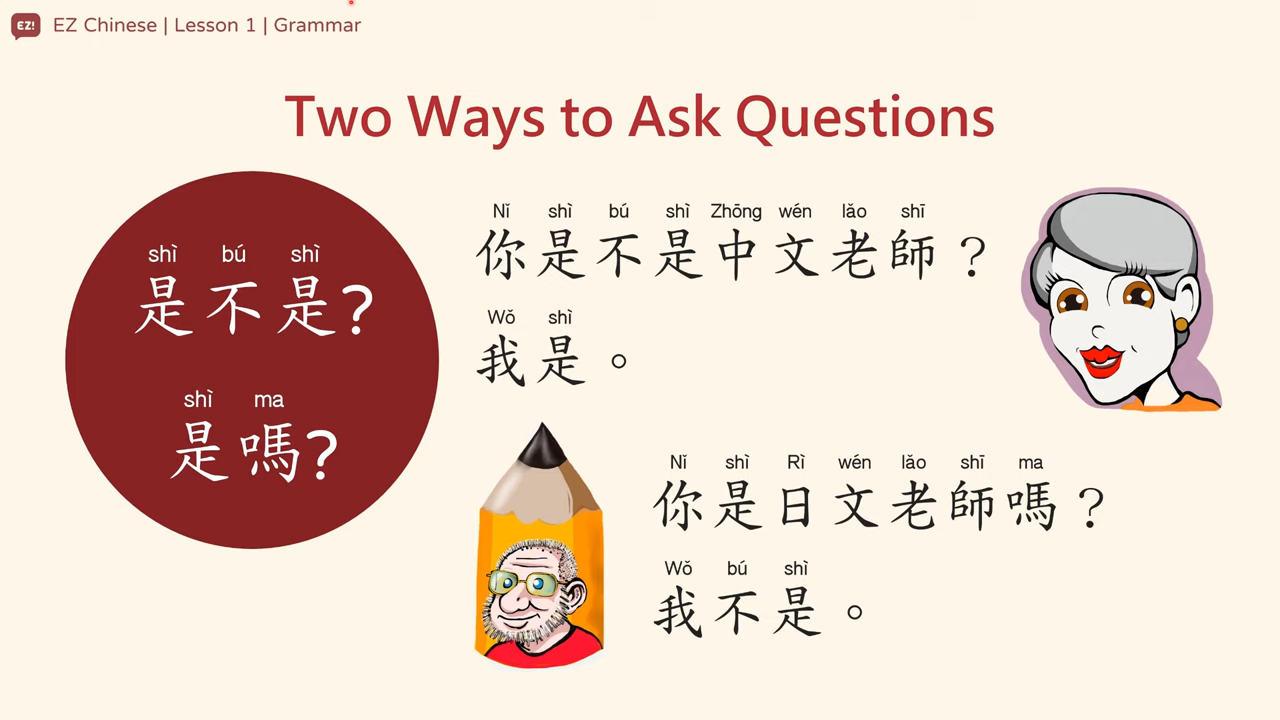 EZ!
EZ Chinese | Lesson 1 | Grammar
Two Ways to Ask Questions
shì bú shì
是不是?
shì ma
是嗎?
Nǐ shì bú shì Zhōng wén lǎo shī
你是不是中文老師？
Wǒ shì
我是。
Nǐ shì Rì wén lǎo shī ma
你是日文老師嗎？
Wǒ bú shì
我不是。